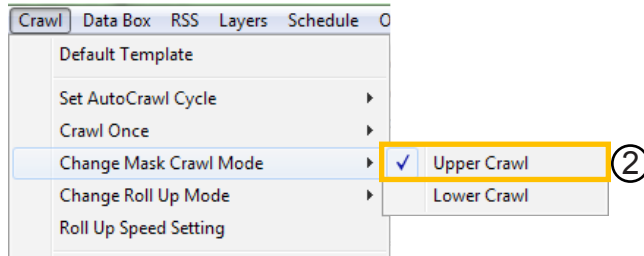 Crawl Data Box RSS Layers Schedule
Default Template
Set AutoCrawl Cycle
Crawl Once
Change Mask Crawl Mode
✓ Upper Crawl ②
Change Roll Up Mode
Lower Crawl
Roll Up Speed Setting